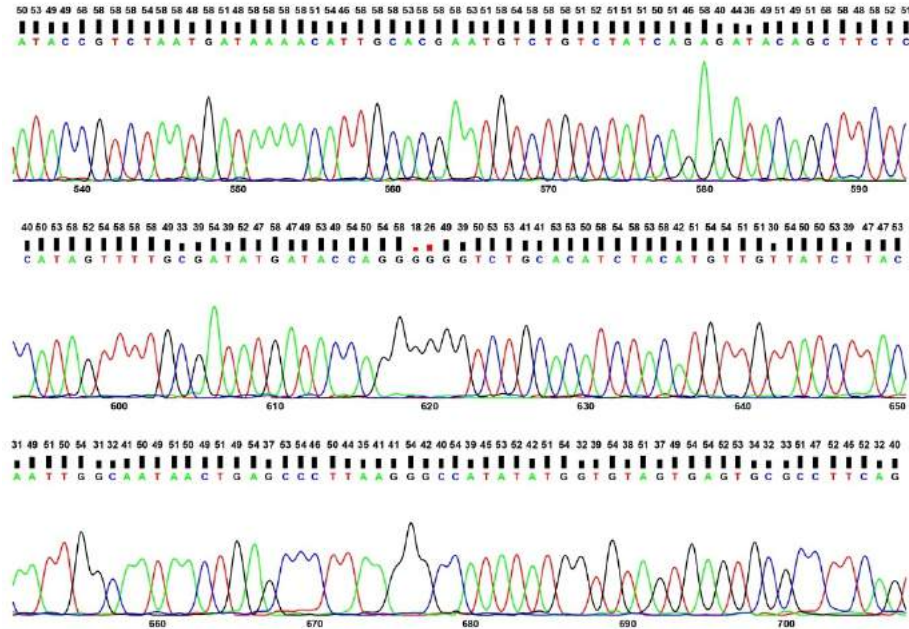 50 53 49 49 58 58 58 58 54 58 58 48 58 51 48 58 58 58 58 51 54 46 58 58 58 53 58 58 58 53 51 58 54 58 58 58 51 52 51 51 51 50 51 46 58 40 44 36 49 51 49 51 58 58 48 58 52 51
A T A C C G T C T A A T G A T A A A A C A T T G C A C G A A T G T C T G T C T A T C A G A G A T A C A G C T T C T C
540 550 560 570 580 590
40 50 53 58 52 54 58 58 58 49 33 39 54 39 52 47 58 47 49 53 49 54 50 54 58 18 26 49 39 50 53 53 41 41 53 53 50 58 54 58 53 58 42 51 54 54 51 51 30 54 50 50 53 39 47 47 53
C A T A G T T T T G C G A T A T G A T A C C A G G G G G G T C T G C A C A T C T A C A T G T T G T T A T C T T A C
600 610 620 630 640 650
31 49 51 50 54 31 32 41 50 49 51 50 49 51 49 54 37 53 54 46 50 44 35 41 41 54 42 40 54 39 45 53 52 42 51 54 32 39 54 38 51 37 49 54 54 52 53 34 32 33 51 47 52 45 52 32 40
A A T T G G C A A T A A C T G A G C C C T T A A G G G C C A T A T A T G G T G T A G T G A G T G C G C C T T C A G
660 670 680 690 700